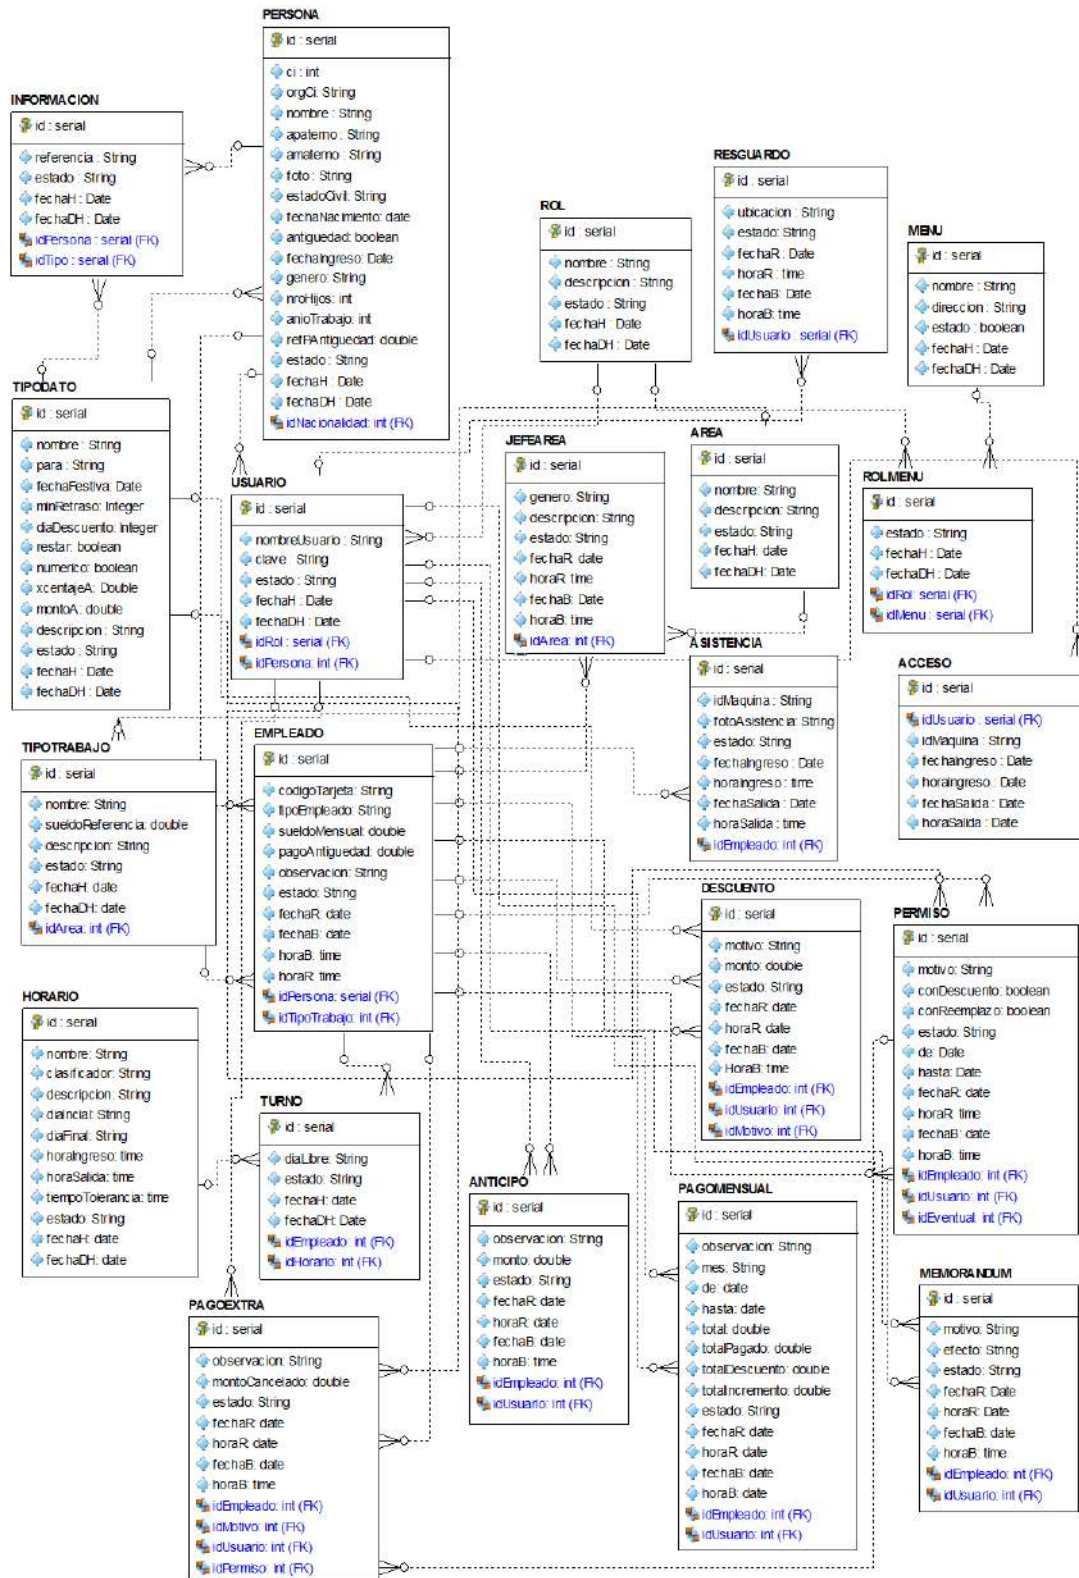 PERSONA
id : serial
ci : int
orgCi: String
nombre : String
apaterno : String
amaterno : String
foto : String
estadoCivil: String
fechaNacimiento: date
antiguedad: boolean
fechaIngreso: Date
genero: String
nroHijos: int
anioTrabajo: int
refPAntiguedad: double
estado : String
fechaH : Date
fechaDH : Date
idNacionalidad: int (FK)
INFORMACION
id : serial
referencia : String
estado : String
fechaH : Date
fechaDH : Date
idPersona : serial (FK)
idTipo : serial (FK)
RESGUARDO
id : serial
ubicacion : String
estado: String
fechaR : Date
horaR : time
fechaB : Date
horaB: time
idUsuario : serial (FK)
ROL
id : serial
nombre : String
descripcion : String
estado : String
fechaH : Date
fechaDH : Date
MENU
id : serial
nombre : String
direccion : String
estado : boolean
fechaH : Date
fechaDH : Date
TIPODATO
id : serial
nombre : String
para : String
fechaFestiva: Date
minRetraso: Integer
diaDescuento: Integer
restar: boolean
numerico: boolean
xcentajeA: Double
montoA: double
descripcion : String
estado : String
fechaH : Date
fechaDH : Date
USUARIO
id : serial
nombreUsuario : String
clave : String
estado : String
fechaH : Date
fechaDH : Date
idRol : serial (FK)
idPersona: int (FK)
JEFEAREA
id : serial
genero: String
descripcion: String
estado: String
fechaR: date
horaR: time
fechaB: Date
horaB: time
idArea: int (FK)
AREA
id : serial
nombre: String
descripcion: String
estado: String
fechaH: date
fechaDH: Date
ROLMENU
id : serial
estado : String
fechaH : Date
fechaDH : Date
idRol: serial (FK)
idMenu : serial (FK)
ASISTENCIA
id : serial
idMaquina : String
fotoAsistencia: String
estado: String
fechaIngreso : Date
horaIngreso : time
fechaSalida : Date
horaSalida : time
idEmpleado: int (FK)
ACCESO
id : serial
idUsuario : serial (FK)
idMaquina : String
fechaIngreso : Date
horaIngreso : Date
fechaSalida : Date
horaSalida : Date
TIPOTRABAJO
id : serial
nombre: String
sueldoReferencia: double
descripcion: String
estado: String
fechaH: date
fechaDH: date
idArea: int (FK)
EMPLEADO
id : serial
codigoTarjeta: String
tipoEmpleado: String
sueldoMensual: double
pagoAntiguedad: double
observacion: String
estado: String
fechaR: date
fechaB: date
horaB: time
horaR: time
idPersona: serial (FK)
idTipoTrabajo: int (FK)
DESCUENTO
id : serial
motivo: String
monto: double
estado: String
fechaR: date
horaR: date
fechaB: date
HoraB: time
idEmpleado: int (FK)
idUsuario: int (FK)
idMotivo: int (FK)
PERMISO
id : serial
motivo: String
conDescuento: boolean
conReemplazo: boolean
estado: String
de: Date
hasta: Date
fechaR: date
horaR: time
fechaB: date
horaB: time
idEmpleado: int (FK)
idUsuario: int (FK)
idEventual: int (FK)
HORARIO
id : serial
nombre: String
clasificador: String
descripcion: String
diaIncial: String
diaFinal: String
horaIngreso: time
horaSalida: time
tiempoTolerancia: time
estado: String
fechaH: date
fechaDH: date
TURNO
id : serial
diaLibre: String
estado: String
fechaH: date
fechaDH: Date
idEmpleado: int (FK)
idHorario: int (FK)
ANTICIPO
id : serial
observacion: String
monto: double
estado: String
fechaR: date
horaR: date
fechaB: date
horaB: time
idEmpleado: int (FK)
idUsuario: int (FK)
PAGOMENSUAL
id : serial
observacion: String
mes: String
de: date
hasta: date
total: double
totalPagado: double
totalDescuento: double
totalIncremento: double
estado: String
fechaR: date
horaR: date
fechaB: date
horaB: date
idEmpleado: int (FK)
idUsuario: int (FK)
MEMORANDUM
id : serial
motivo: String
efecto: String
estado: String
fechaR: Date
horaR: Date
fechaB: date
horaB: time
idEmpleado: int (FK)
idUsuario: int (FK)
PAGOEXTRA
id : serial
observacion: String
montoCancelado: double
estado: String
fechaR: date
horaR: date
fechaB: date
horaB: time
idEmpleado: int (FK)
idMotivo: int (FK)
idUsuario: int (FK)
idPermiso: int (FK)